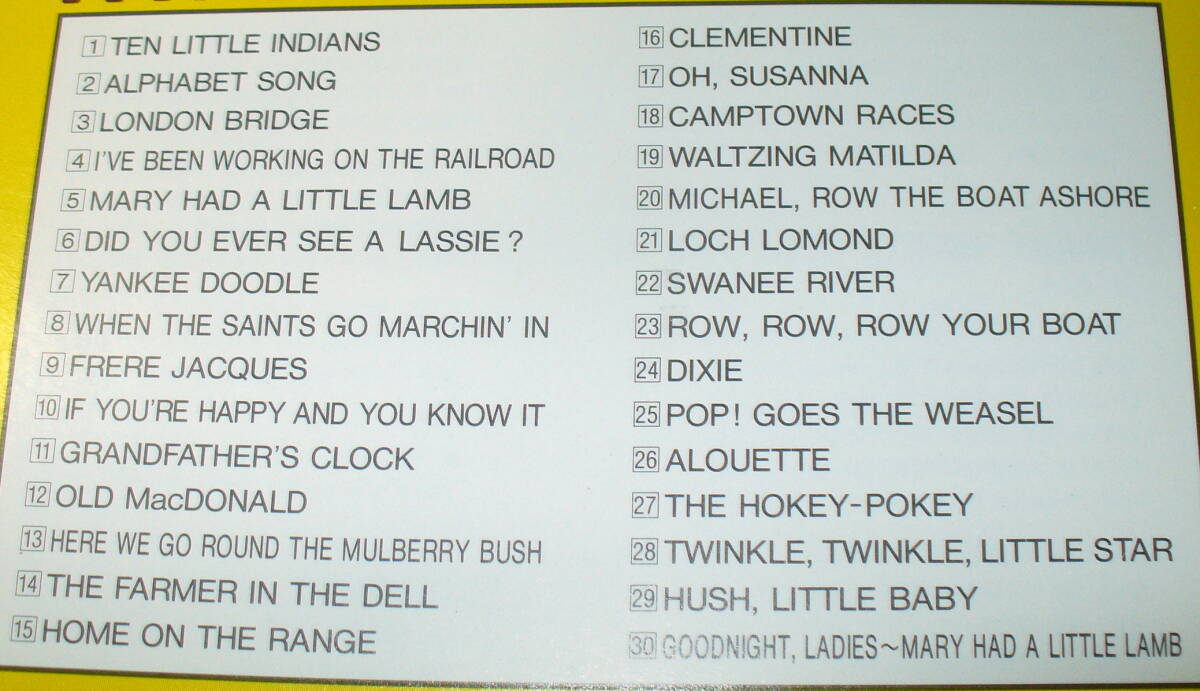 1 TEN LITTLE INDIANS
2 ALPHABET SONG
3 LONDON BRIDGE
4 I'VE BEEN WORKING ON THE RAILROAD
5 MARY HAD A LITTLE LAMB
6 DID YOU EVER SEE A LASSIE?
7 YANKEE DOODLE
8 WHEN THE SAINTS GO MARCHIN' IN
9 FRERE JACQUES
10 IF YOU'RE HAPPY AND YOU KNOW IT
11 GRANDFATHER'S CLOCK
12 OLD MacDONALD
13 HERE WE GO ROUND THE MULBERRY BUSH
14 THE FARMER IN THE DELL
15 HOME ON THE RANGE
16 CLEMENTINE
17 OH, SUSANNA
18 CAMPTOWN RACES
19 WALTZING MATILDA
20 MICHAEL, ROW THE BOAT ASHORE
21 LOCH LOMOND
22 SWANEE RIVER
23 ROW, ROW, ROW YOUR BOAT
24 DIXIE
25 POP! GOES THE WEASEL
26 ALOUETTE
27 THE HOKEY-POKEY
28 TWINKLE, TWINKLE, LITTLE STAR
29 HUSH, LITTLE BABY
30 GOODNIGHT, LADIES~MARY HAD A LITTLE LAMB